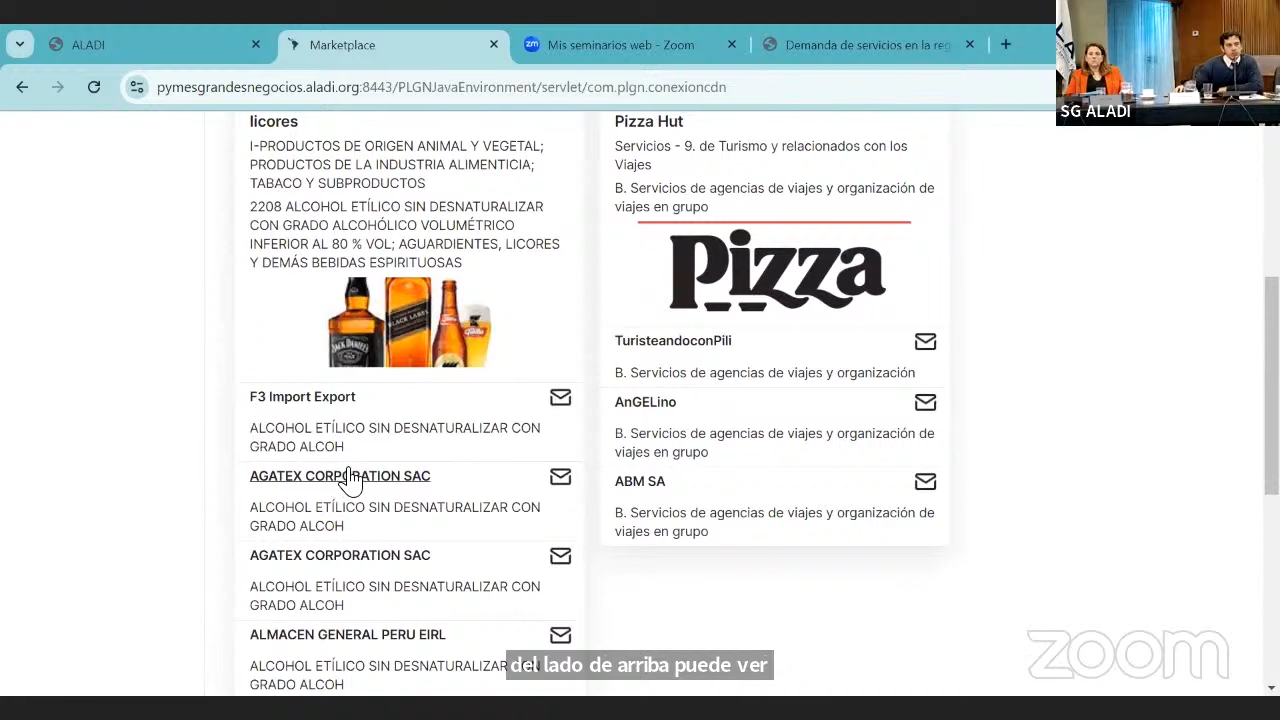 ALADI
Marketplace
Mis seminarios web - Zoom
Demanda de servicios en la reg
pymesgrandesnegocios.aladi.org:8443/PLGNJavaEnvironment/servlet/com.plgn.conexioncdn
SG ALADI
licores
I-PRODUCTOS DE ORIGEN ANIMAL Y VEGETAL;
PRODUCTOS DE LA INDUSTRIA ALIMENTICIA;
TABACO Y SUBPRODUCTOS
2208 ALCOHOL ETÍLICO SIN DESNATURALIZAR
CON GRADO ALCOHÓLICO VOLUMÉTRICO
INFERIOR AL 80 % VOL; AGUARDIENTES, LICORES
Y DEMÁS BEBIDAS ESPIRITUOSAS
JACK DANIEL'S
BLACK LABEL
F3 Import Export
ALCOHOL ETÍLICO SIN DESNATURALIZAR CON
GRADO ALCOH
AGATEX CORPORATION SAC
ALCOHOL ETÍLICO SIN DESNATURALIZAR CON
GRADO ALCOH
AGATEX CORPORATION SAC
ALCOHOL ETÍLICO SIN DESNATURALIZAR CON
GRADO ALCOH
ALMACEN GENERAL PERU EIRL
ALCOHOL ETÍLICO SIN DESNATURALIZAR CON
GRADO ALCOH
Pizza Hut
Servicios - 9. de Turismo y relacionados con los
Viajes
B. Servicios de agencias de viajes y organización de
viajes en grupo
Pizza
TuristeandoconPili
B. Servicios de agencias de viajes y organización
AnGELino
B. Servicios de agencias de viajes y organización de
viajes en grupo
ABM SA
B. Servicios de agencias de viajes y organización de
viajes en grupo
del lado de arriba puede ver
zoom